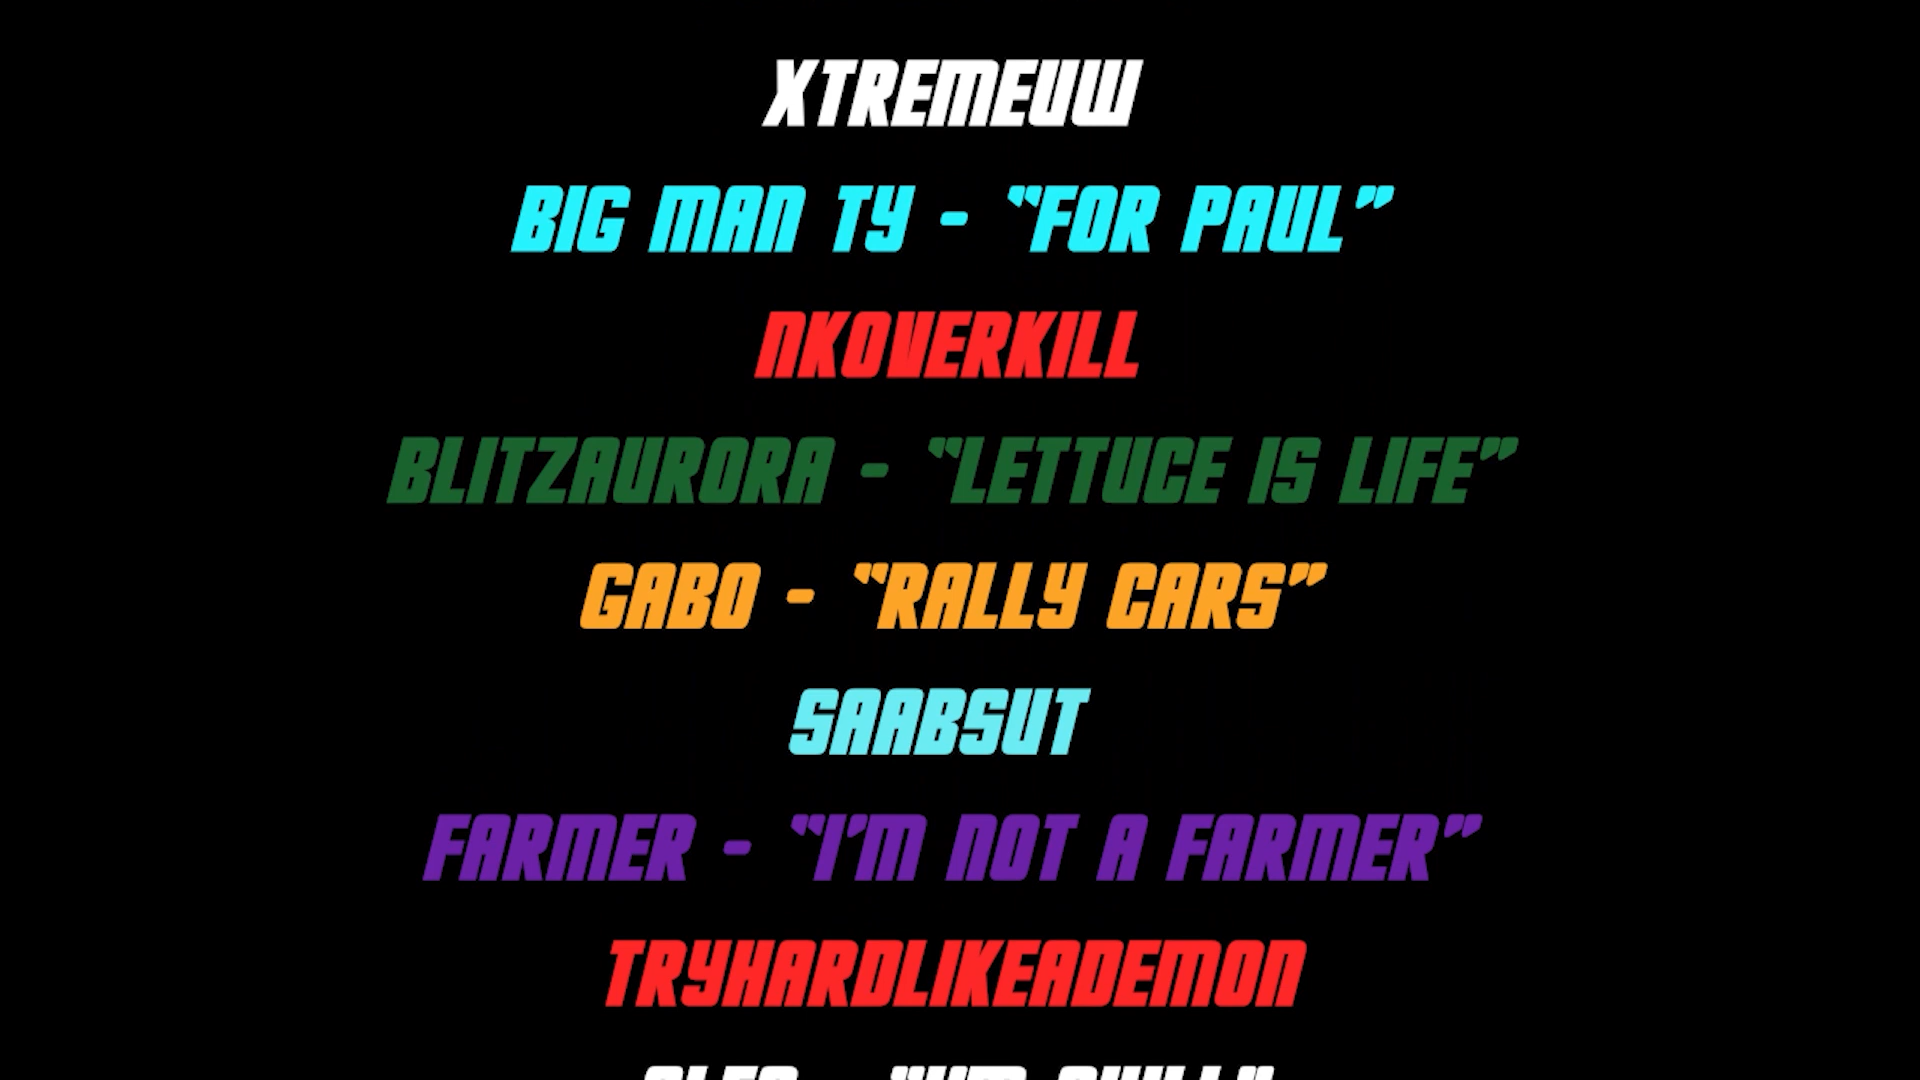 XTREMEUW
BIG MAN TY - “FOR PAUL”
NKOVERKILL
BLITZAURORA - “LETTUCE IS LIFE”
GABO - “RALLY CARS”
SAABSUT
FARMER - “I’M NOT A FARMER”
TRYHARDLIKEADEMON